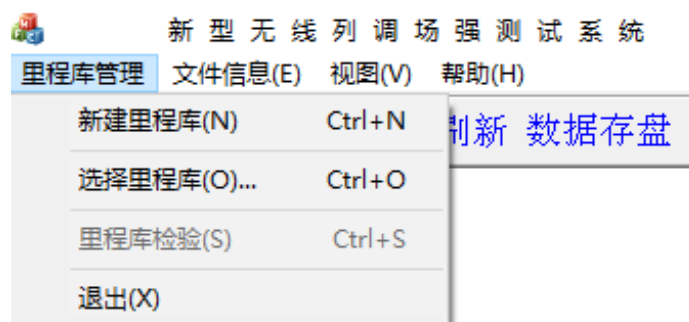 新型无线列调场强测试系统
里程库管理 文件信息(E) 视图(V) 帮助(H)
新建里程库(N) Ctrl+N
刷新 数据存盘
选择里程库(O)... Ctrl+O
里程库检验(S) Ctrl+S
退出(X)